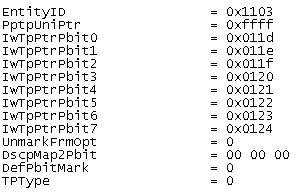 EntityID = 0x1103
PptpUniPtr = 0xffff
IwTpPtrPbit0 = 0x011d
IwTpPtrPbit1 = 0x011e
IwTpPtrPbit2 = 0x011f
IwTpPtrPbit3 = 0x0120
IwTpPtrPbit4 = 0x0121
IwTpPtrPbit5 = 0x0122
IwTpPtrPbit6 = 0x0123
IwTpPtrPbit7 = 0x0124
UnmarkFrmOpt = 0
DscpMap2Pbit = 00 00 00
DefPbitMark = 0
TPType = 0